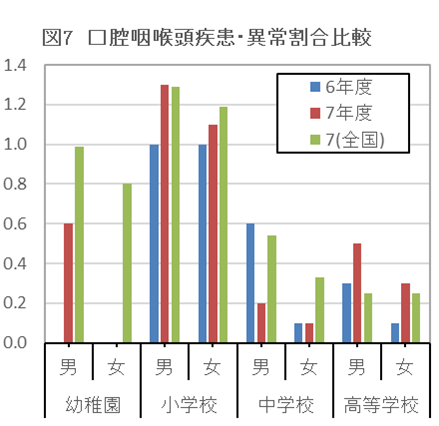 図7 口腔咽喉頭疾患・異常割合比較
1.4
1.2
1.0
0.8
0.6
0.4
0.2
0.0
6年度
7年度
7(全国)
男 女 男 女 男 女 男 女
幼稚園 小学校 中学校 高等学校